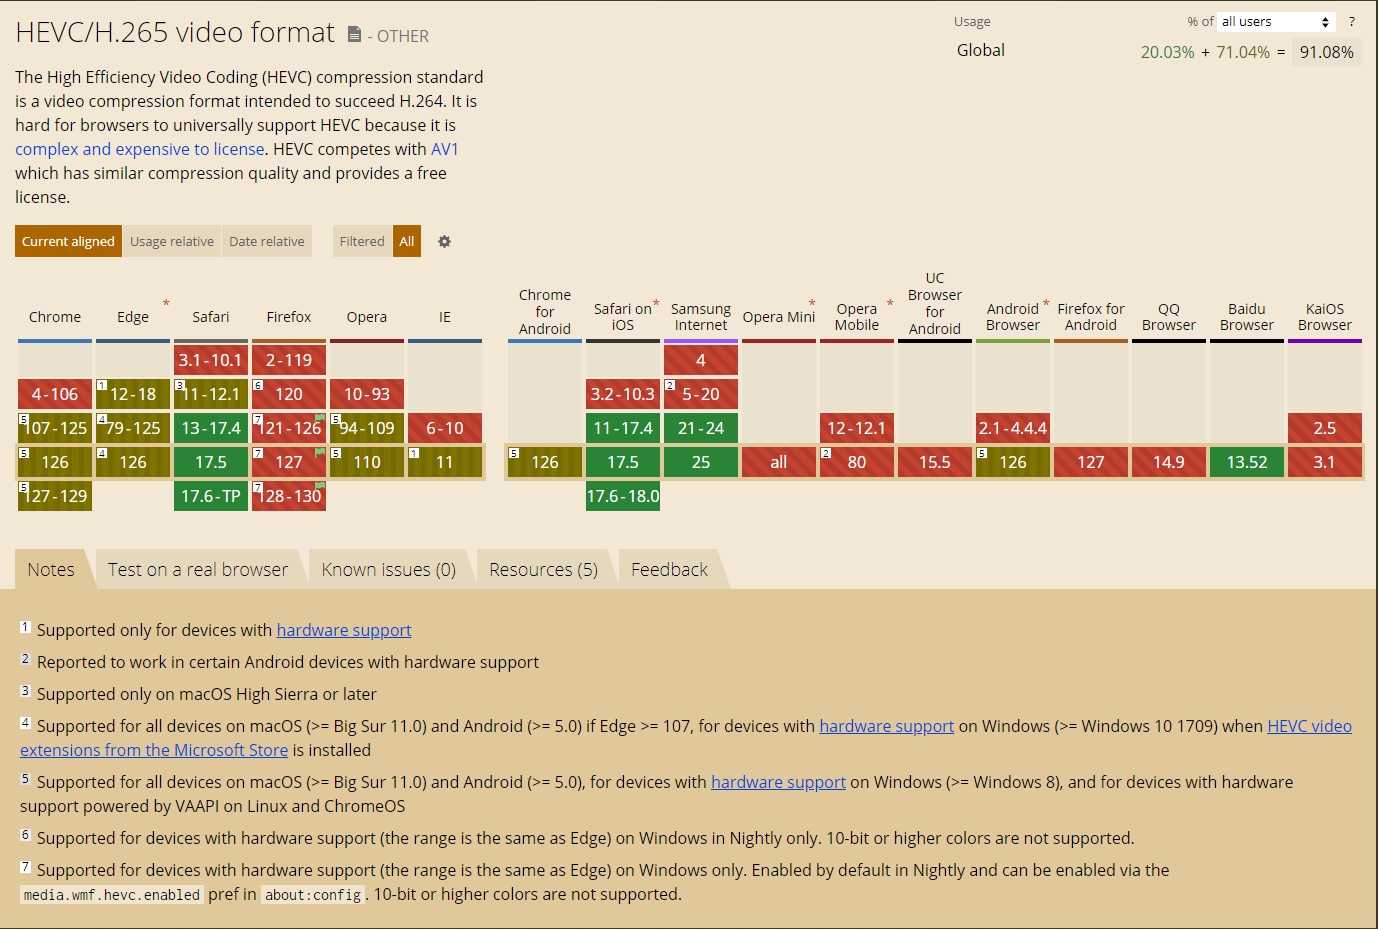 HEVC/H.265 video format - OTHER
Usage % of all users ?
Global 20.03% + 71.04% = 91.08%
The High Efficiency Video Coding (HEVC) compression standard
is a video compression format intended to succeed H.264. It is
hard for browsers to universally support HEVC because it is
complex and expensive to license. HEVC competes with AV1
which has similar compression quality and provides a free
license.
Current aligned Usage relative Date relative Filtered All
Chrome Edge * Safari Firefox Opera IE
Chrome for Android Safari on iOS * Samsung Internet Opera Mini * Opera Mobile * UC Browser for Android Android Browser * Firefox for Android QQ Browser Baidu Browser KaiOS Browser
3.1-10.1 2-119 4
4-106 1 12-18 3 11-12.1 6 120 10-93 3.2-10.3 2 5-20
5 107-125 4 79-125 13-17.4 7 121-126 5 94-109 6-10 11-17.4 21-24 12-12.1 2.1-4.4.4 2.5
5 126 4 126 17.5 7 127 5 110 1 11 5 126 17.5 25 all 2 80 15.5 5 126 127 14.9 13.52 3.1
5 127-129 17.6-TP 7 128-130 17.6-18.0
Notes Test on a real browser Known issues (0) Resources (5) Feedback
1 Supported only for devices with hardware support
2 Reported to work in certain Android devices with hardware support
3 Supported only on macOS High Sierra or later
4 Supported for all devices on macOS (>= Big Sur 11.0) and Android (>= 5.0) if Edge >= 107, for devices with hardware support on Windows (>= Windows 10 1709) when HEVC video
extensions from the Microsoft Store is installed
5 Supported for all devices on macOS (>= Big Sur 11.0) and Android (>= 5.0), for devices with hardware support on Windows (>= Windows 8), and for devices with hardware
support powered by VAAPI on Linux and ChromeOS
6 Supported for devices with hardware support (the range is the same as Edge) on Windows in Nightly only. 10-bit or higher colors are not supported.
7 Supported for devices with hardware support (the range is the same as Edge) on Windows only. Enabled by default in Nightly and can be enabled via the
media.wmf.hevc.enabled pref in about:config. 10-bit or higher colors are not supported.